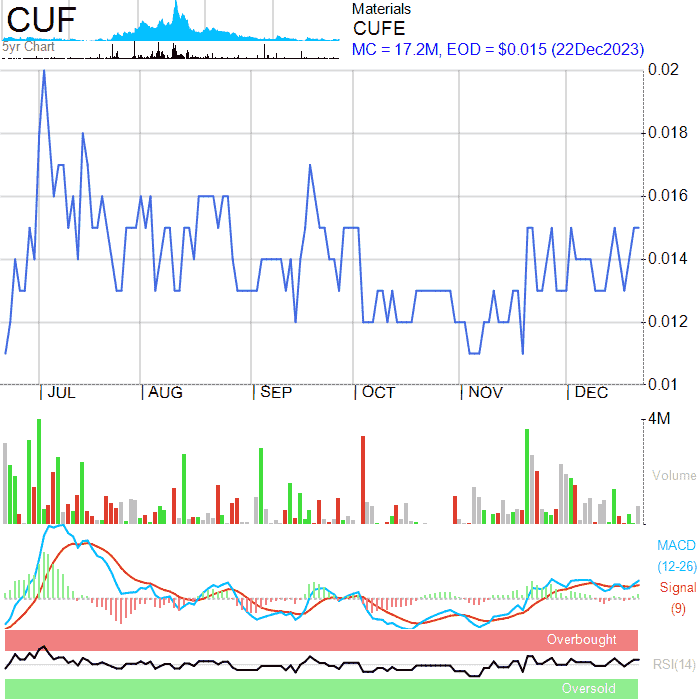 CUF
5yr Chart
Materials
CUFE
MC = 17.2M, EOD = $0.015 (22Dec2023)
0.02
0.018
0.016
0.014
0.012
0.01
JUL AUG SEP OCT NOV DEC
4M
Volume
MACD
(12-26)
Signal
(9)
Overbought
RSI(14)
Oversold